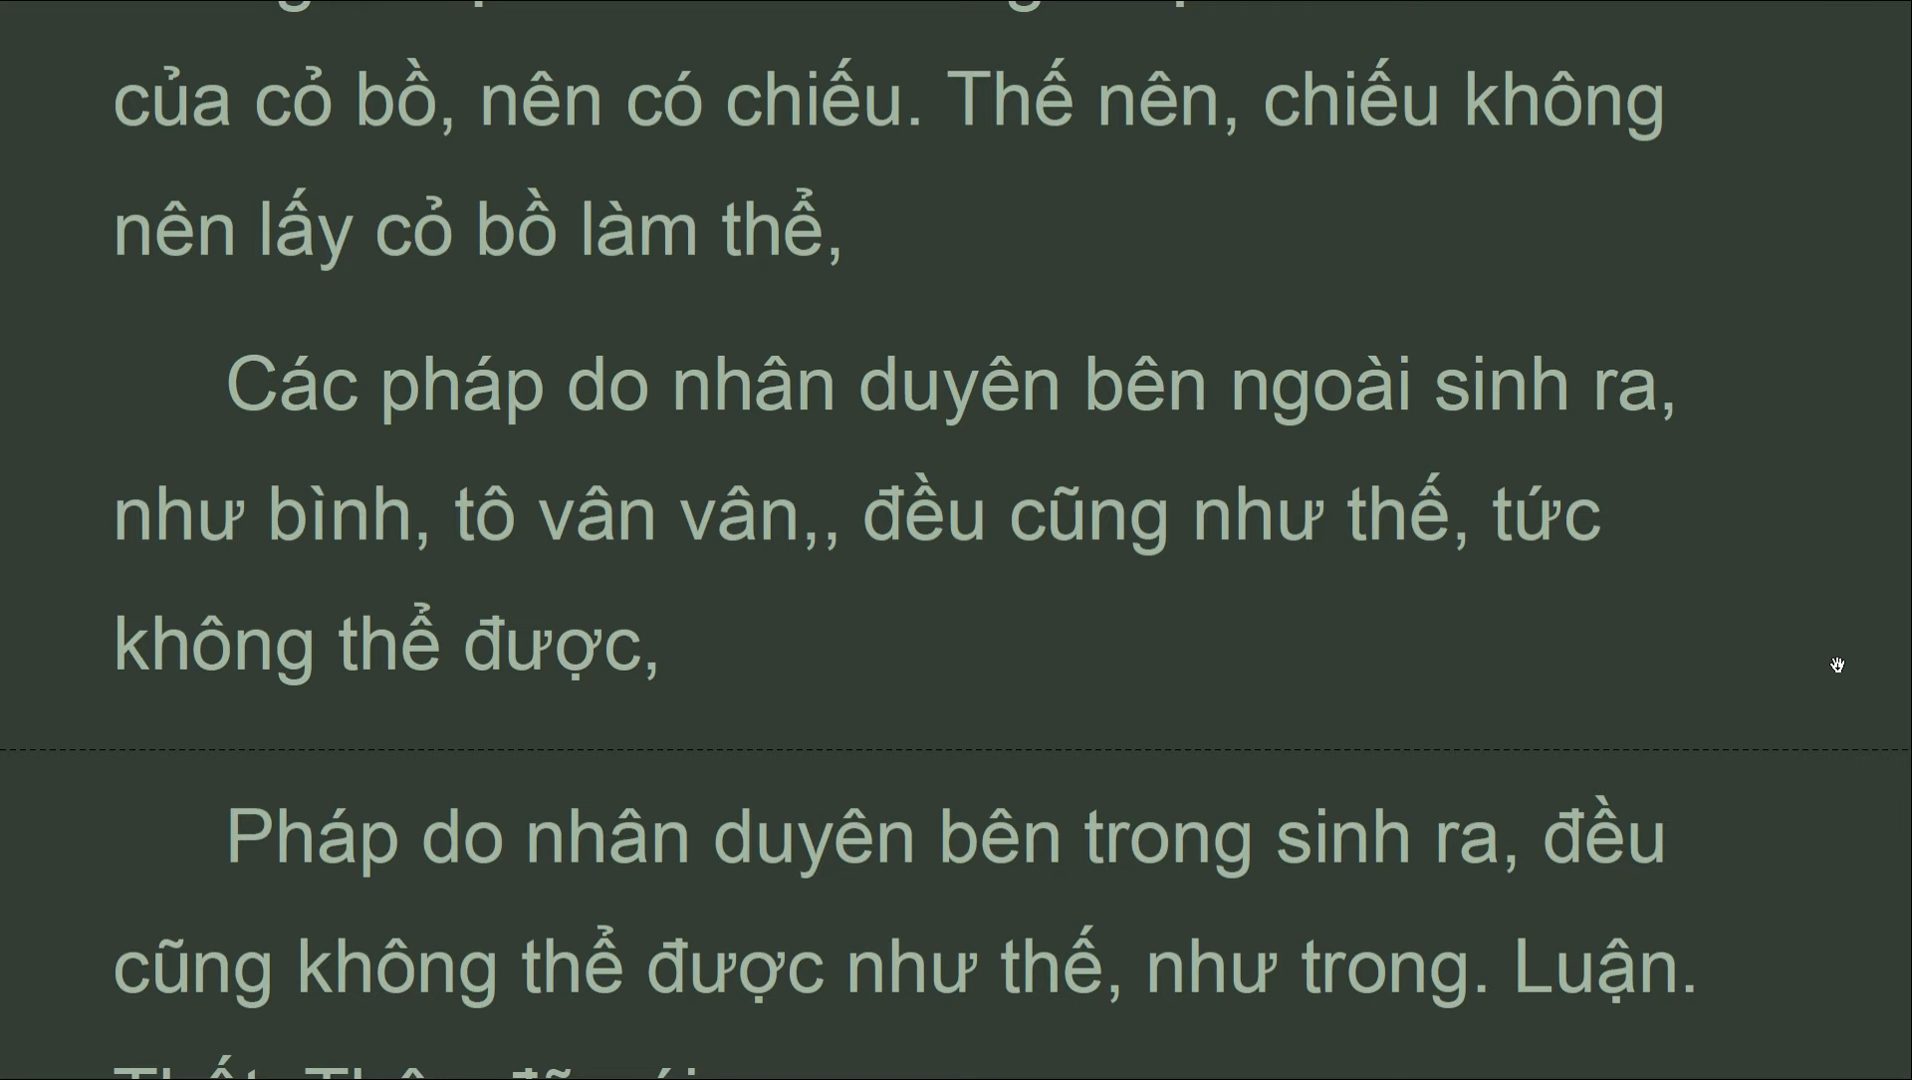 của cỏ bồ, nên có chiếu. Thế nên, chiếu không
nên lấy cỏ bồ làm thể,
Các pháp do nhân duyên bên ngoài sinh ra,
như bình, tô vân vân,, đều cũng như thế, tức
không thể được,
Pháp do nhân duyên bên trong sinh ra, đều
cũng không thể được như thế, như trong. Luận.